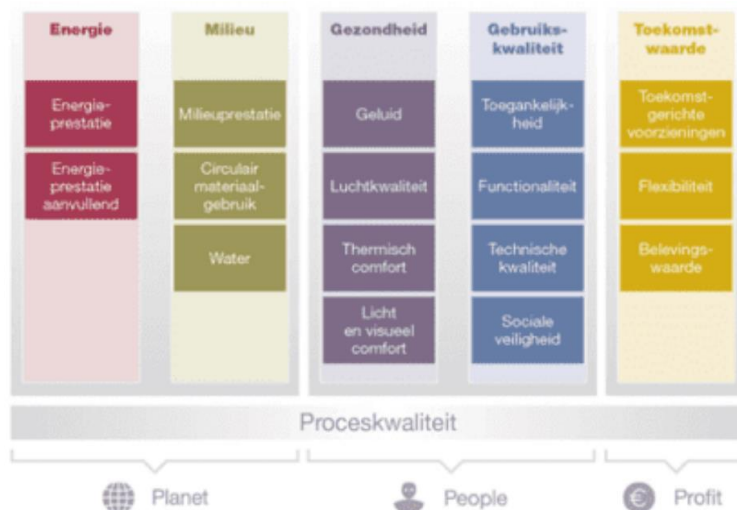 Energie
Energie-
prestatie
Energie-
prestatie
aanvullend
Milieu
Milieuprestatie
Circulair
materiaal-
gebruik
Water
Gezondheid
Geluid
Luchtkwaliteit
Thermisch
comfort
Licht
en visueel
comfort
Gebruiks-
kwaliteit
Toegankelijk-
heid
Functionaliteit
Technische
kwaliteit
Sociale
veiligheid
Toekomst-
waarde
Toekomst-
gerichte
voorzieningen
Flexibiliteit
Belevings-
waarde
Proceskwaliteit
Planet
People
€ Profit